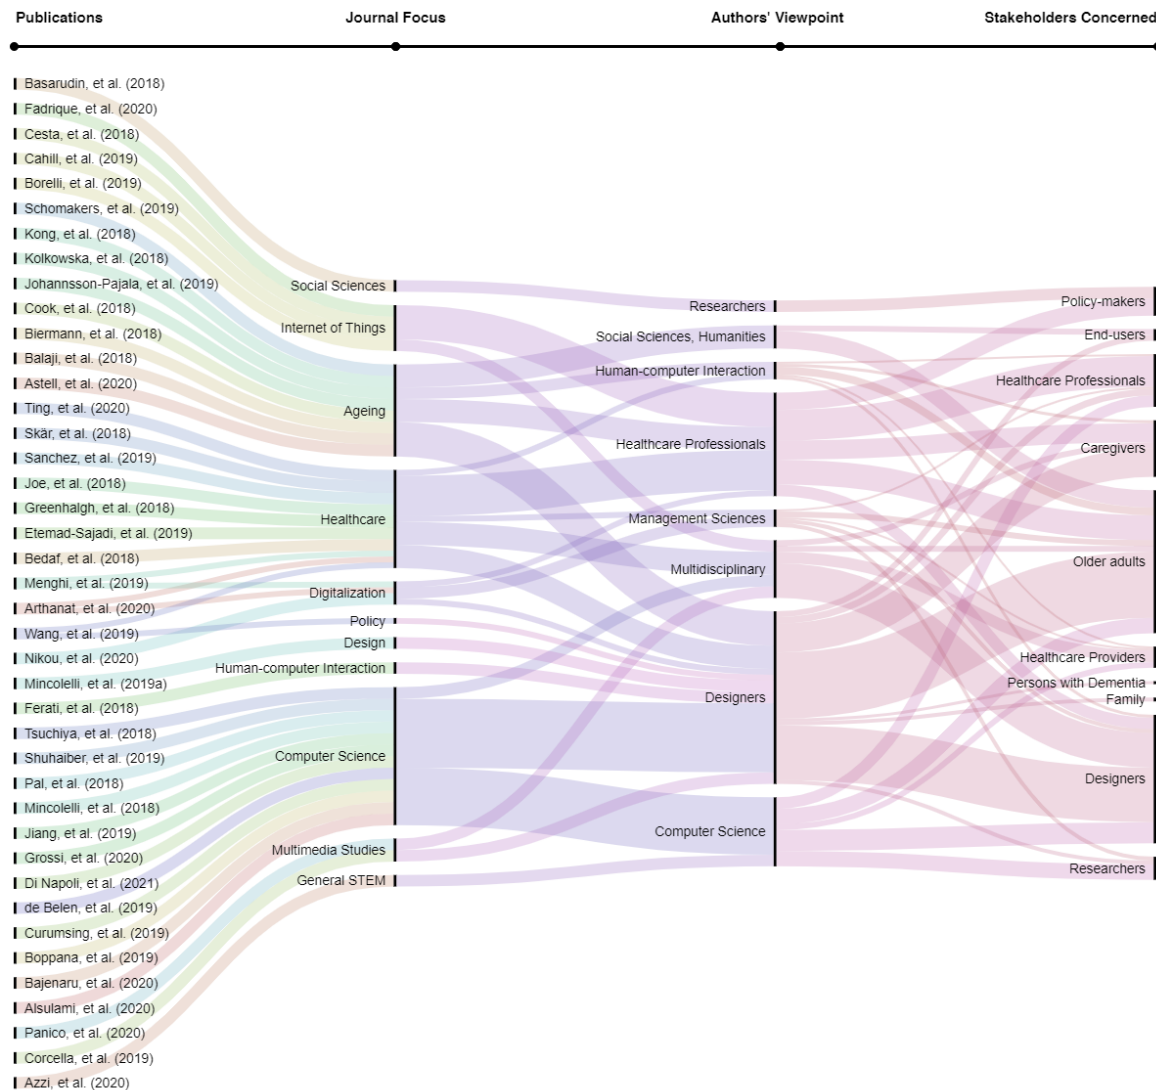 Publications
Journal Focus
Authors' Viewpoint
Stakeholders Concerned
Basarudin, et al. (2018)
Fadrique, et al. (2020)
Cesta, et al. (2018)
Cahill, et al. (2019)
Borelli, et al. (2019)
Schomakers, et al. (2019)
Kong, et al. (2018)
Kolkowska, et al. (2018)
Johannsson-Pajala, et al. (2019)
Cook, et al. (2018)
Biermann, et al. (2018)
Balaji, et al. (2018)
Astell, et al. (2020)
Ting, et al. (2020)
Skär, et al. (2018)
Sanchez, et al. (2019)
Joe, et al. (2018)
Greenhalgh, et al. (2018)
Etemad-Sajadi, et al. (2019)
Bedaf, et al. (2018)
Menghi, et al. (2019)
Arthanat, et al. (2020)
Wang, et al. (2019)
Nikou, et al. (2020)
Mincolelli, et al. (2019a)
Ferati, et al. (2018)
Tsuchiya, et al. (2018)
Shuhaiber, et al. (2019)
Pal, et al. (2018)
Mincolelli, et al. (2018)
Jiang, et al. (2019)
Grossi, et al. (2020)
Di Napoli, et al. (2021)
de Belen, et al. (2019)
Curumsing, et al. (2019)
Boppana, et al. (2019)
Bajenaru, et al. (2020)
Alsulami, et al. (2020)
Panico, et al. (2020)
Corcella, et al. (2019)
Azzi, et al. (2020)
Social Sciences
Internet of Things
Ageing
Healthcare
Digitalization
Policy
Design
Human-computer Interaction
Computer Science
Multimedia Studies
General STEM
Researchers
Social Sciences, Humanities
Human-computer Interaction
Healthcare Professionals
Management Sciences
Multidisciplinary
Designers
Computer Science
Policy-makers
End-users
Healthcare Professionals
Caregivers
Older adults
Healthcare Providers
Persons with Dementia
Family
Designers
Researchers